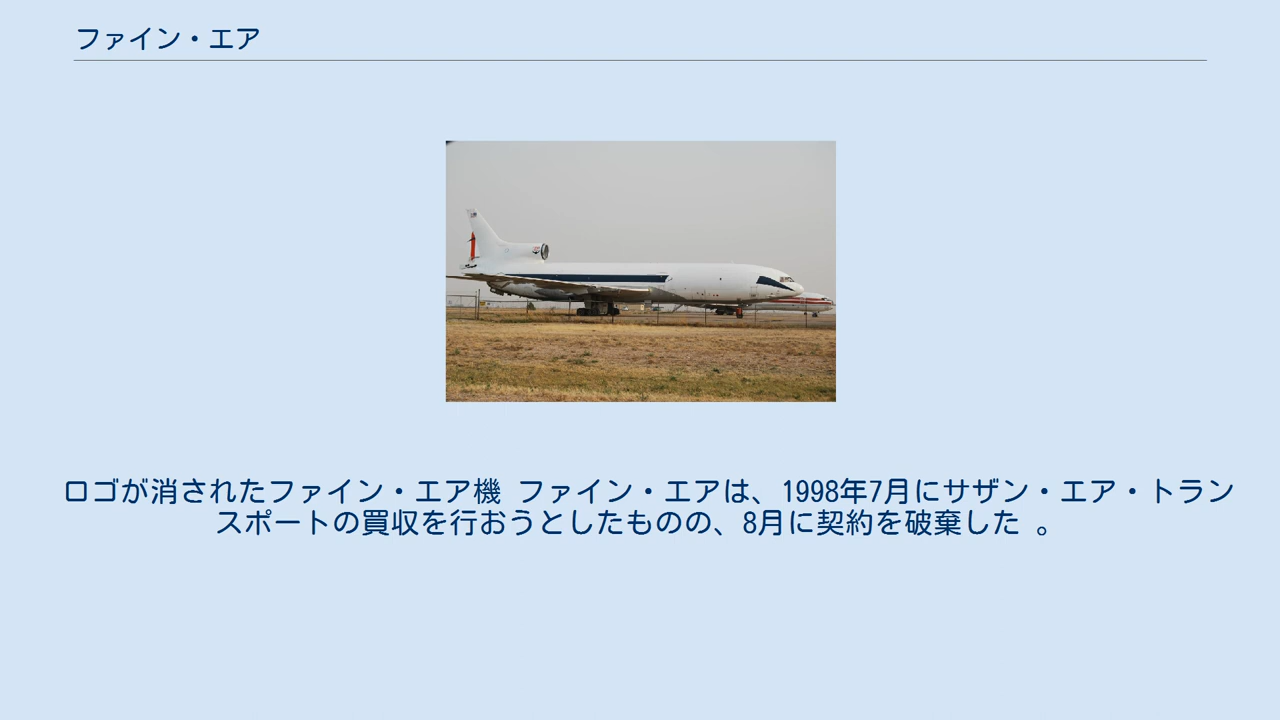 ファイン・エア
ロゴが消されたファイン・エア機 ファイン・エアは、1998年7月にサザン・エア・トラン
スポートの買収を行おうとしたものの、8月に契約を破棄した 。